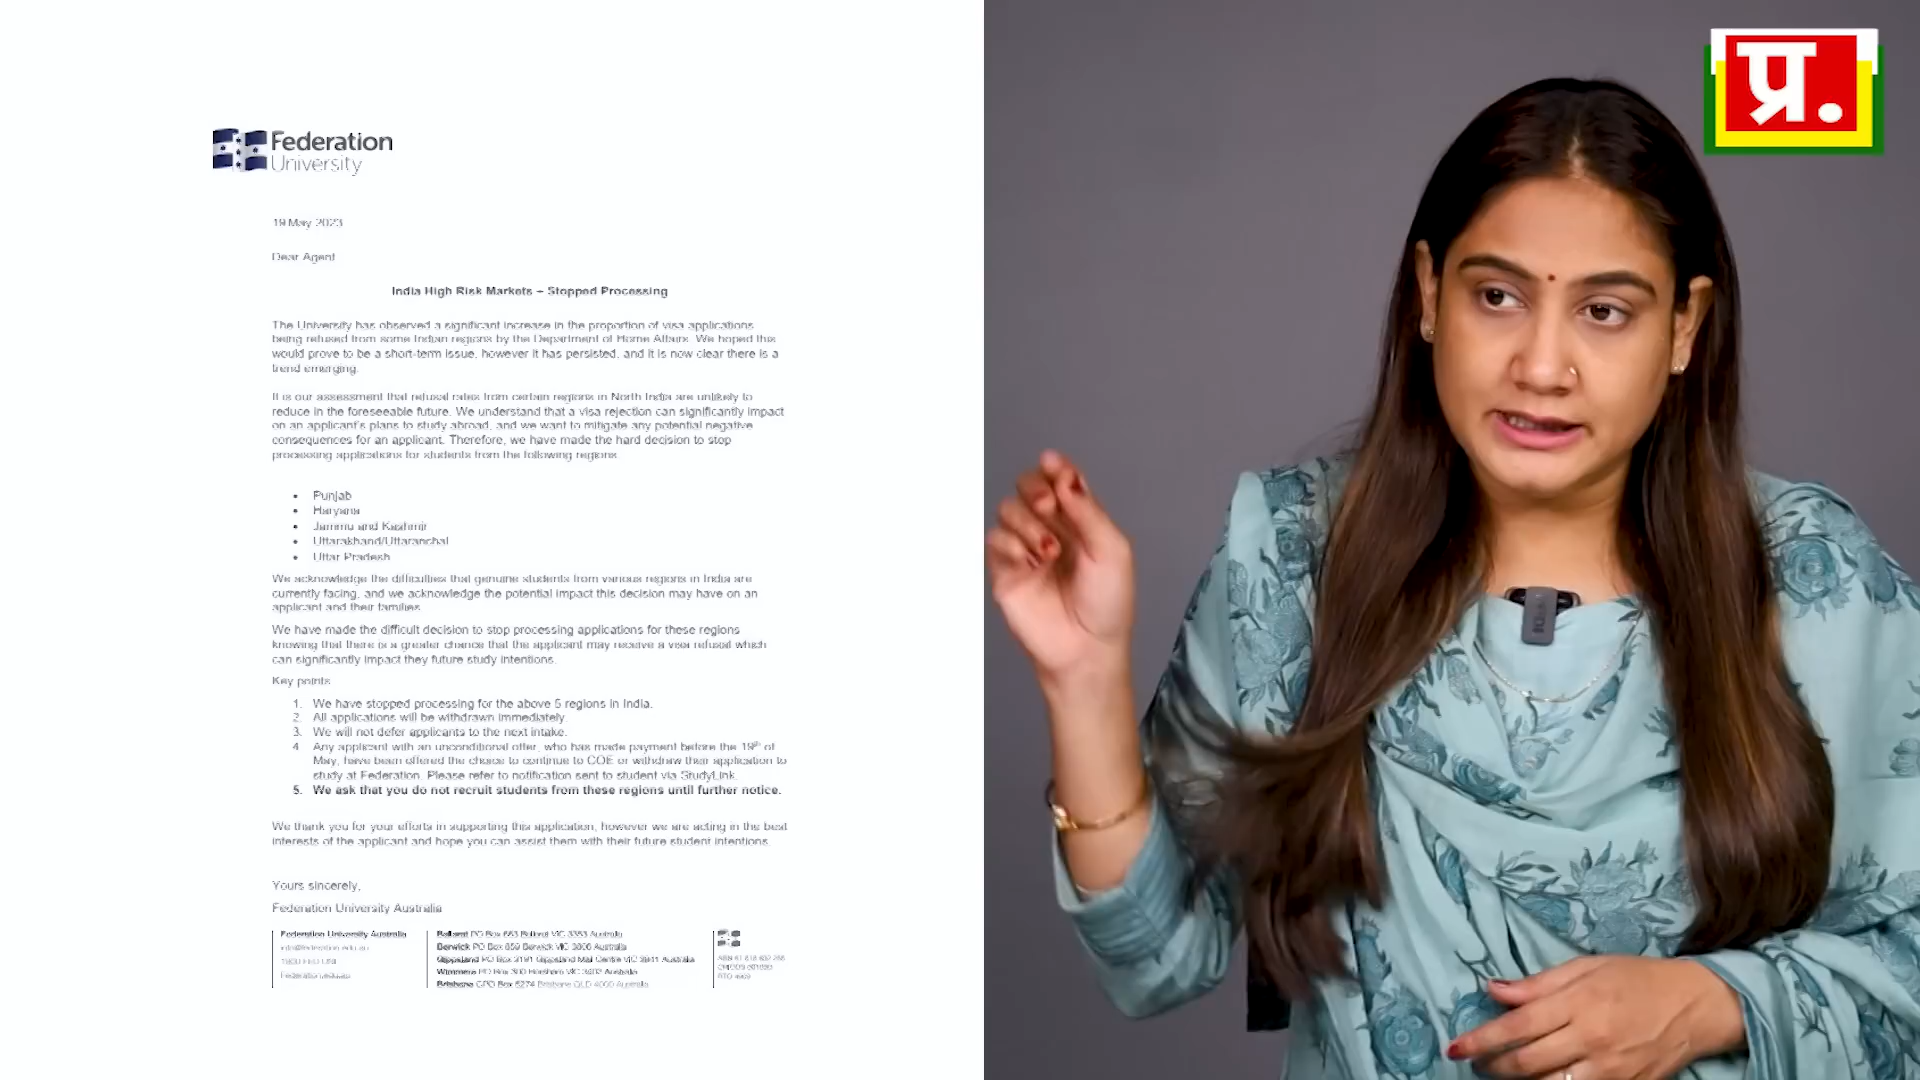 Federation
University
19 May 2023
Dear Agent
India High Risk Markets – Stopped Processing
The University has observed a significant increase in the proportion of visa applications
being refused from some Indian regions by the Department of Home Affairs. We hoped this
would prove to be a short-term issue, however it has persisted, and it is now clear there is a
trend emerging.
It is our assessment that refusal rates from certain regions in North India are unlikely to
reduce in the foreseeable future. We understand that a visa rejection can significantly impact
on an applicant's plans to study abroad, and we want to mitigate any potential negative
consequences for an applicant. Therefore, we have made the hard decision to stop
processing applications for students from the following regions
• Punjab
• Haryana
• Jammu and Kashmir
• Uttarakhand/Uttaranchal
• Uttar Pradesh
We acknowledge the difficulties that genuine students from various regions in India are
currently facing, and we acknowledge the potential impact this decision may have on an
applicant and their families.
We have made the difficult decision to stop processing applications for these regions
knowing that there is a greater chance that the applicant may receive a visa refusal which
can significantly impact they future study intentions.
Key points
1. We have stopped processing for the above 5 regions in India.
2. All applications will be withdrawn immediately.
3. We will not defer applicants to the next intake.
4. Any applicant with an unconditional offer, who has made payment before the 19th of
May, have been offered the choice to continue to COE or withdraw their application to
study at Federation. Please refer to notification sent to student via StudyLink.
5. We ask that you do not recruit students from these regions until further notice.
We thank you for your efforts in supporting this application, however we are acting in the best
interests of the applicant and hope you can assist them with their future student intentions.
Yours sincerely,
Federation University Australia
Federation University Australia
info@federation.edu.au
Ballarat PO Box 663 Ballarat VIC 3353 Australia
Berwick PO Box 859 Berwick VIC 3806 Australia
Gippsland PO Box 3191 Gippsland Mail Centre VIC 3841 Australia
Wimmera PO Box 300 Horsham VIC 3402 Australia
Brisbane GPO Box 5274 Brisbane QLD 4000 Australia
प्र.